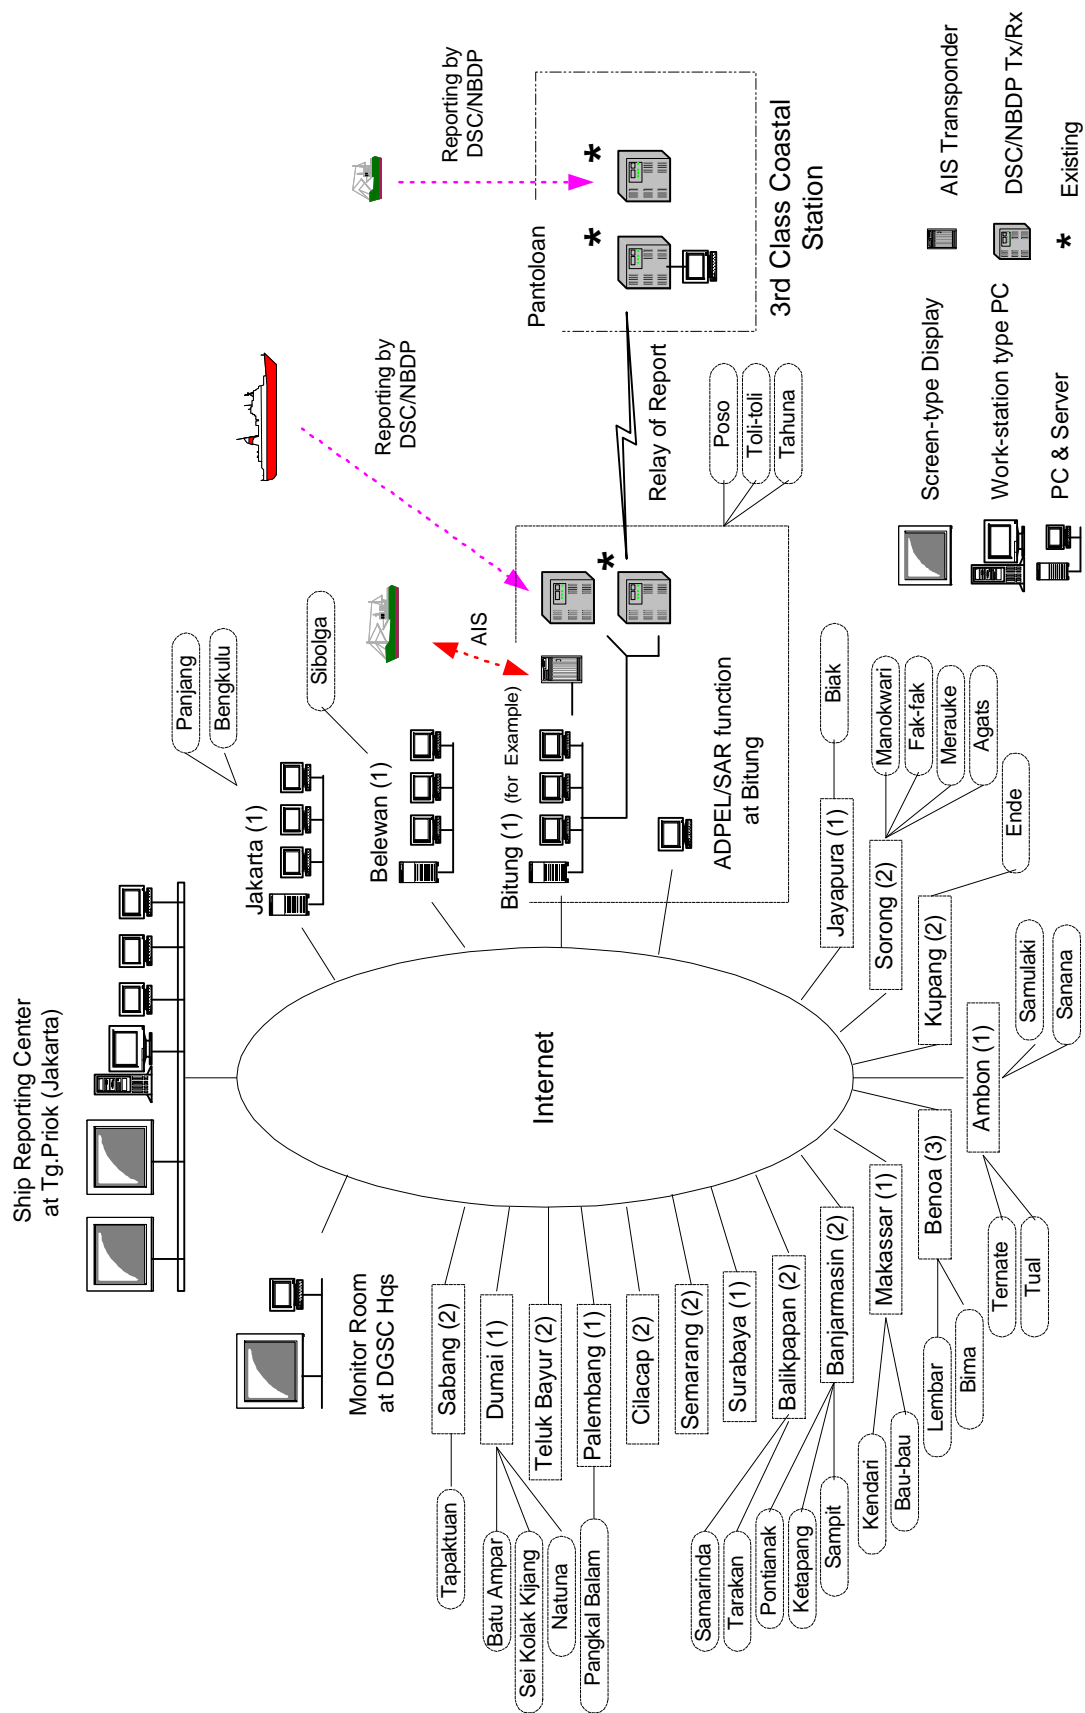 Ship Reporting Center
at Tg.Priok (Jakarta)
Monitor Room
at DGSC Hqs
Jakarta (1)
Panjang
Bengkulu
Belewan (1)
Sibolga
Bitung (1) (for Example)
AIS
Reporting by
DSC/NBDP
Reporting by
DSC/NBDP
*
ADPEL/SAR function
at Bitung
Relay of Report
Pantoloan
*
*
3rd Class Coastal
Station
Poso
Toli-toli
Tahuna
Internet
Sabang (2)
Tapaktuan
Dumai (1)
Batu Ampar
Sei Kolak Kijang
Natuna
Teluk Bayur (2)
Palembang (1)
Pangkal Balam
Cilacap (2)
Semarang (2)
Surabaya (1)
Balikpapan (2)
Samarinda
Tarakan
Banjarmasin (2)
Pontianak
Ketapang
Sampit
Makassar (1)
Kendari
Bau-bau
Benoa (3)
Lembar
Bima
Ambon (1)
Ternate
Tual
Samulaki
Sanana
Kupang (2)
Ende
Sorong (2)
Manokwari
Fak-fak
Merauke
Agats
Jayapura (1)
Biak
Screen-type Display
Work-station type PC
PC & Server
AIS Transponder
DSC/NBDP Tx/Rx
* Existing